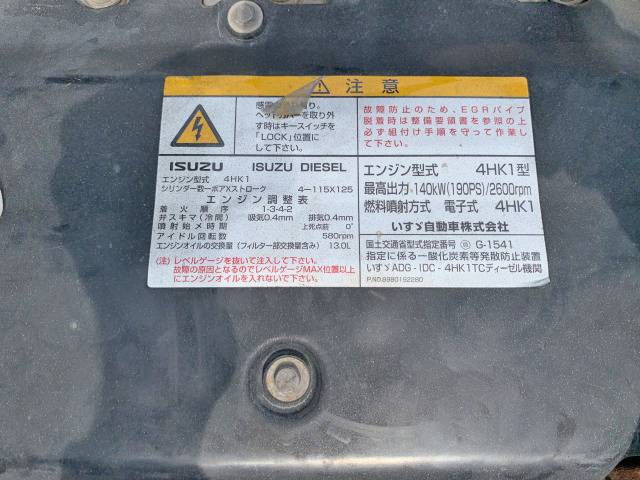 注意
感電のおそれあり。
ヘッドカバーを取り外
す時はキースイッチを
「LOCK」位置に
して下さい。
故障防止のため、EGRパイプ
脱着時は整備要領書を参照の上
必ず組付け手順を守って作業し
て下さい。
ISUZU ISUZU DIESEL
エンジン型式 4HK1
シリンダー数ーボアXストローク 4ー115X125
エンジン調整表
着火順序 1-3-4-2
弁スキマ(冷間) 吸気0.4mm 排気0.4mm
噴射始メ時期 上死点前 0°
アイドル回転数 580rpm
エンジンオイルの交換量(フィルター部交換量含み) 13.0L
(注)レベルゲージを抜いて注入して下さい。
故障の原因となるのでレベルゲージMAX位置以上
にエンジンオイルを入れないで下さい。
エンジン型式 4HK1型
最高出力 140kW(190PS)/2600rpm
燃料噴射方式 電子式 4HK1
いすゞ自動車株式会社
国土交通省型式指定番号 G-1541
指定に係る一酸化炭素等発散防止装置
いすゞADG-IDC-4HK1TCディーゼル機関
P.NO.8980152280